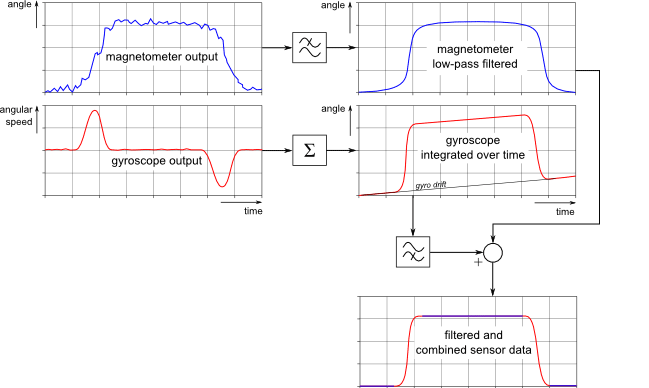 angle
magnetometer output
angle
magnetometer
low-pass filtered
angular
speed
gyroscope output
time
Σ
angle
gyroscope
integrated over time
gyro drift
time
+
filtered and
combined sensor data